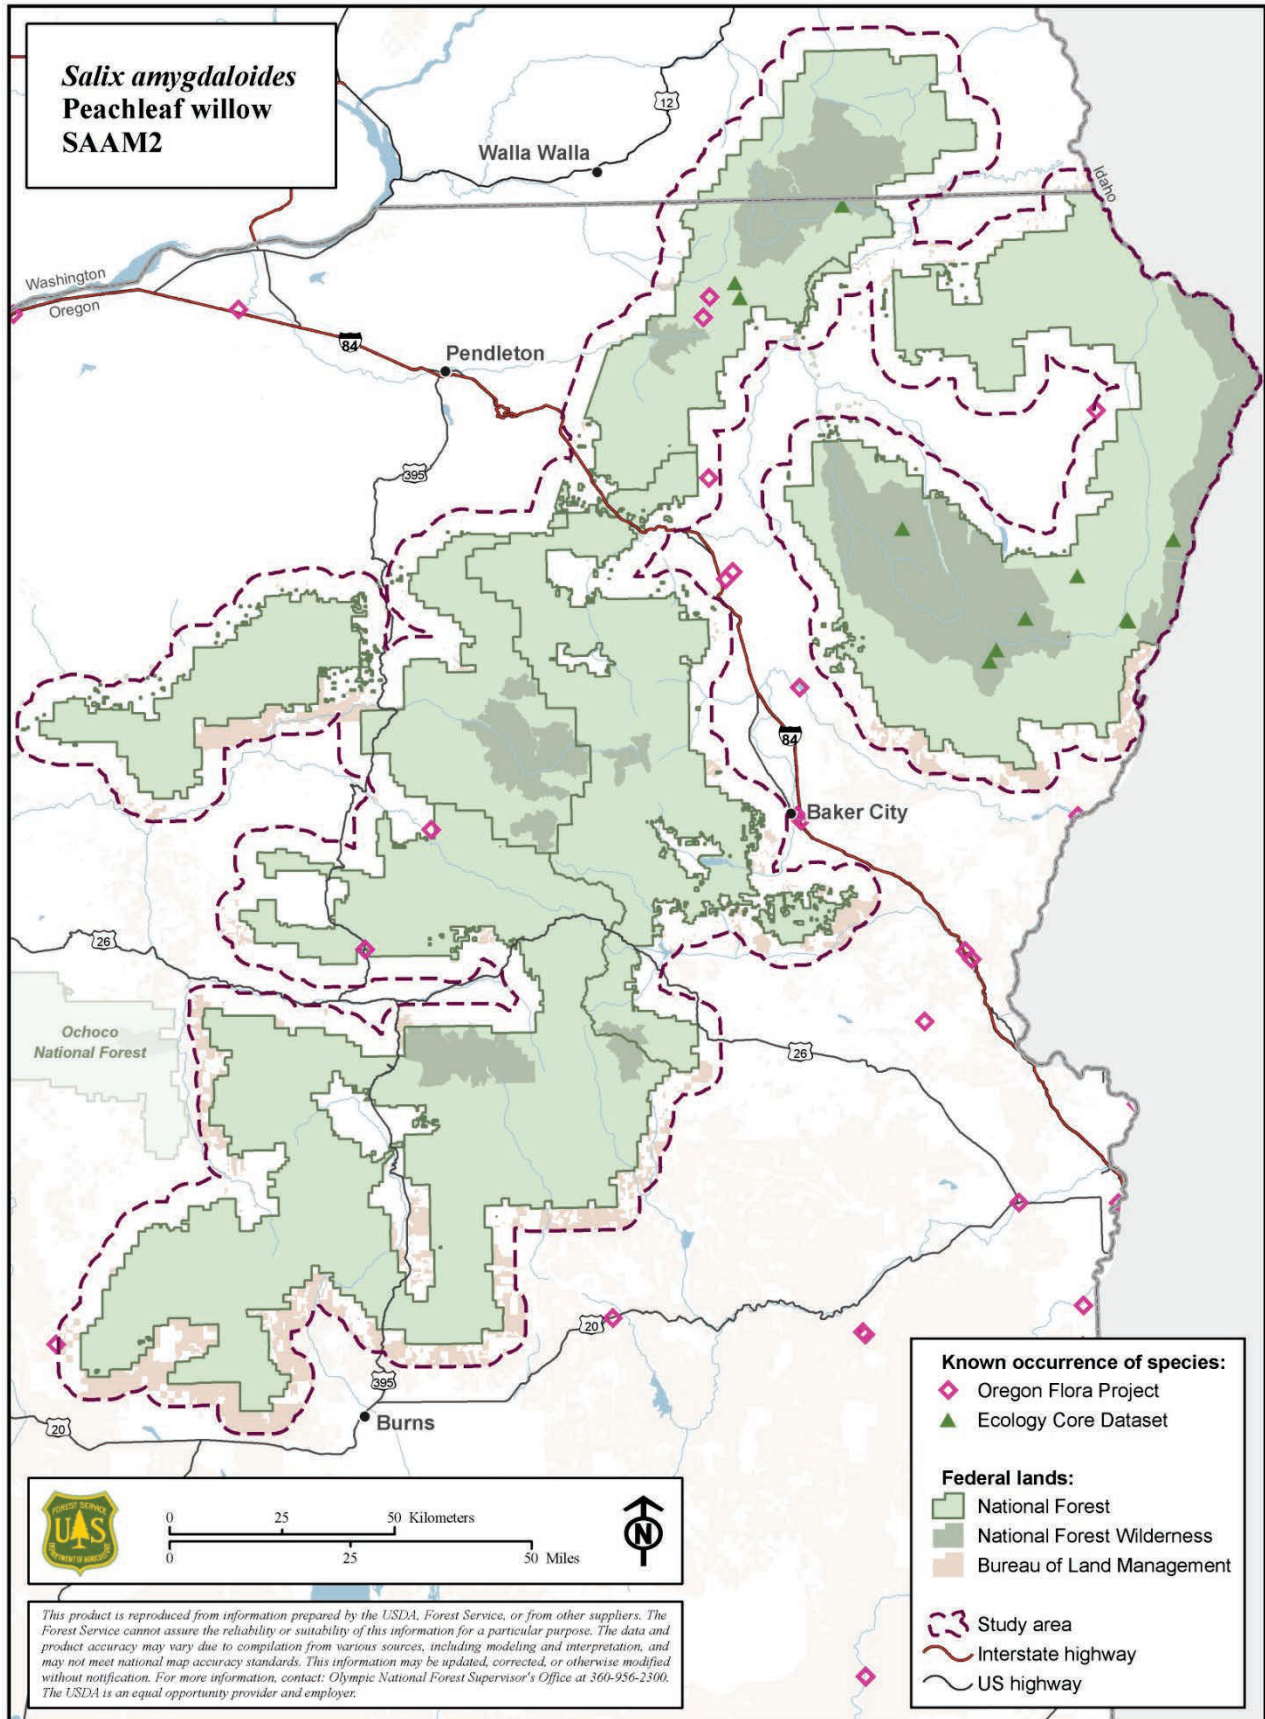 Salix amygdaloides
Peachleaf willow
SAAM2
12
Walla Walla
Idaho
Washington
Oregon
84
Pendleton
395
84
Baker City
26
Ochoco
National Forest
26
20
395
20
Burns
Known occurrence of species:
Oregon Flora Project
Ecology Core Dataset
Federal lands:
National Forest
National Forest Wilderness
Bureau of Land Management
Study area
Interstate highway
US highway
FOREST SERVICE
U S
DEPARTMENT OF AGRICULTURE
0 25 50 Kilometers
0 25 50 Miles
N
This product is reproduced from information prepared by the USDA, Forest Service, or from other suppliers. The
Forest Service cannot assure the reliability or suitability of this information for a particular purpose. The data and
product accuracy may vary due to compilation from various sources, including modeling and interpretation, and
may not meet national map accuracy standards. This information may be updated, corrected, or otherwise modified
without notification. For more information, contact: Olympic National Forest Supervisor's Office at 360-956-2300.
The USDA is an equal opportunity provider and employer.